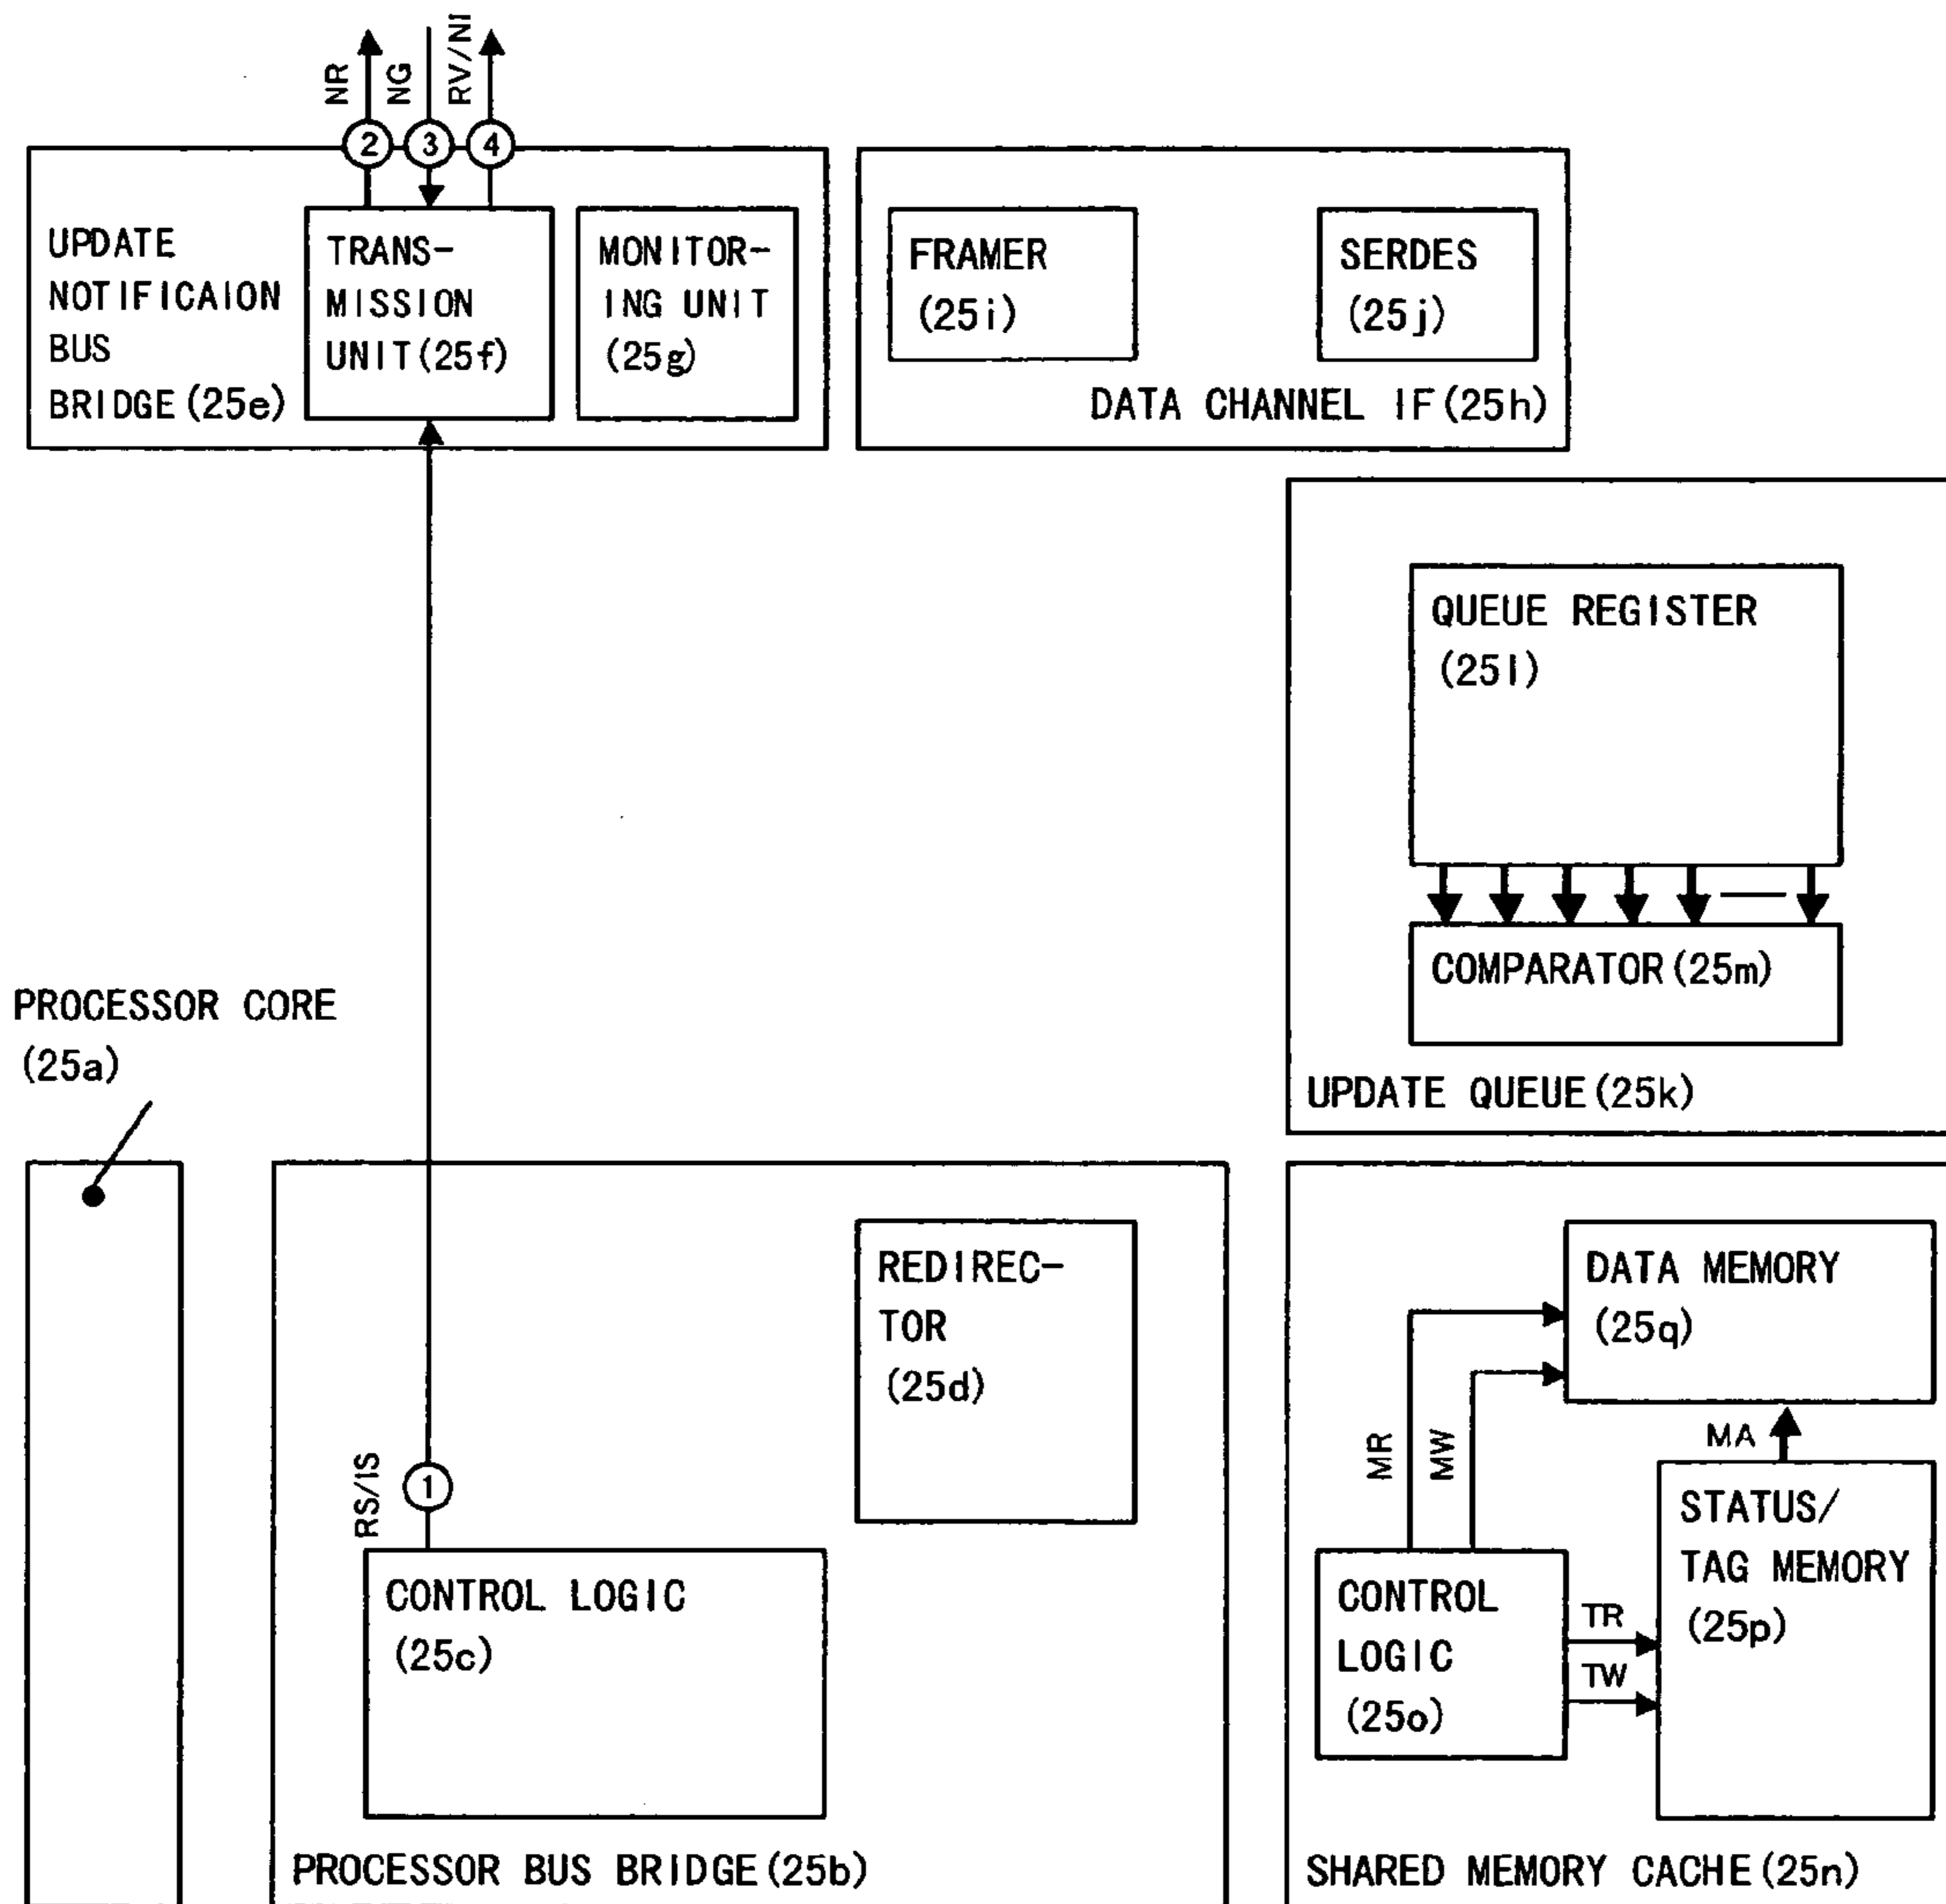 NR
NG
RV/NI
2
3
4
UPDATE
NOTIFICAION
BUS
BRIDGE(25e)
TRANS-
MISSION
UNIT(25f)
MONITOR-
ING UNIT
(25g)
FRAMER
(25i)
SERDES
(25j)
DATA CHANNEL IF(25h)
QUEUE REGISTER
(25l)
COMPARATOR(25m)
UPDATE QUEUE(25k)
PROCESSOR CORE
(25a)
REDIREC-
TOR
(25d)
RS/IS
1
CONTROL LOGIC
(25c)
PROCESSOR BUS BRIDGE(25b)
DATA MEMORY
(25q)
MR
MW
MA
STATUS/
TAG MEMORY
(25p)
CONTROL
LOGIC
(25o)
TR
TW
SHARED MEMORY CACHE(25n)